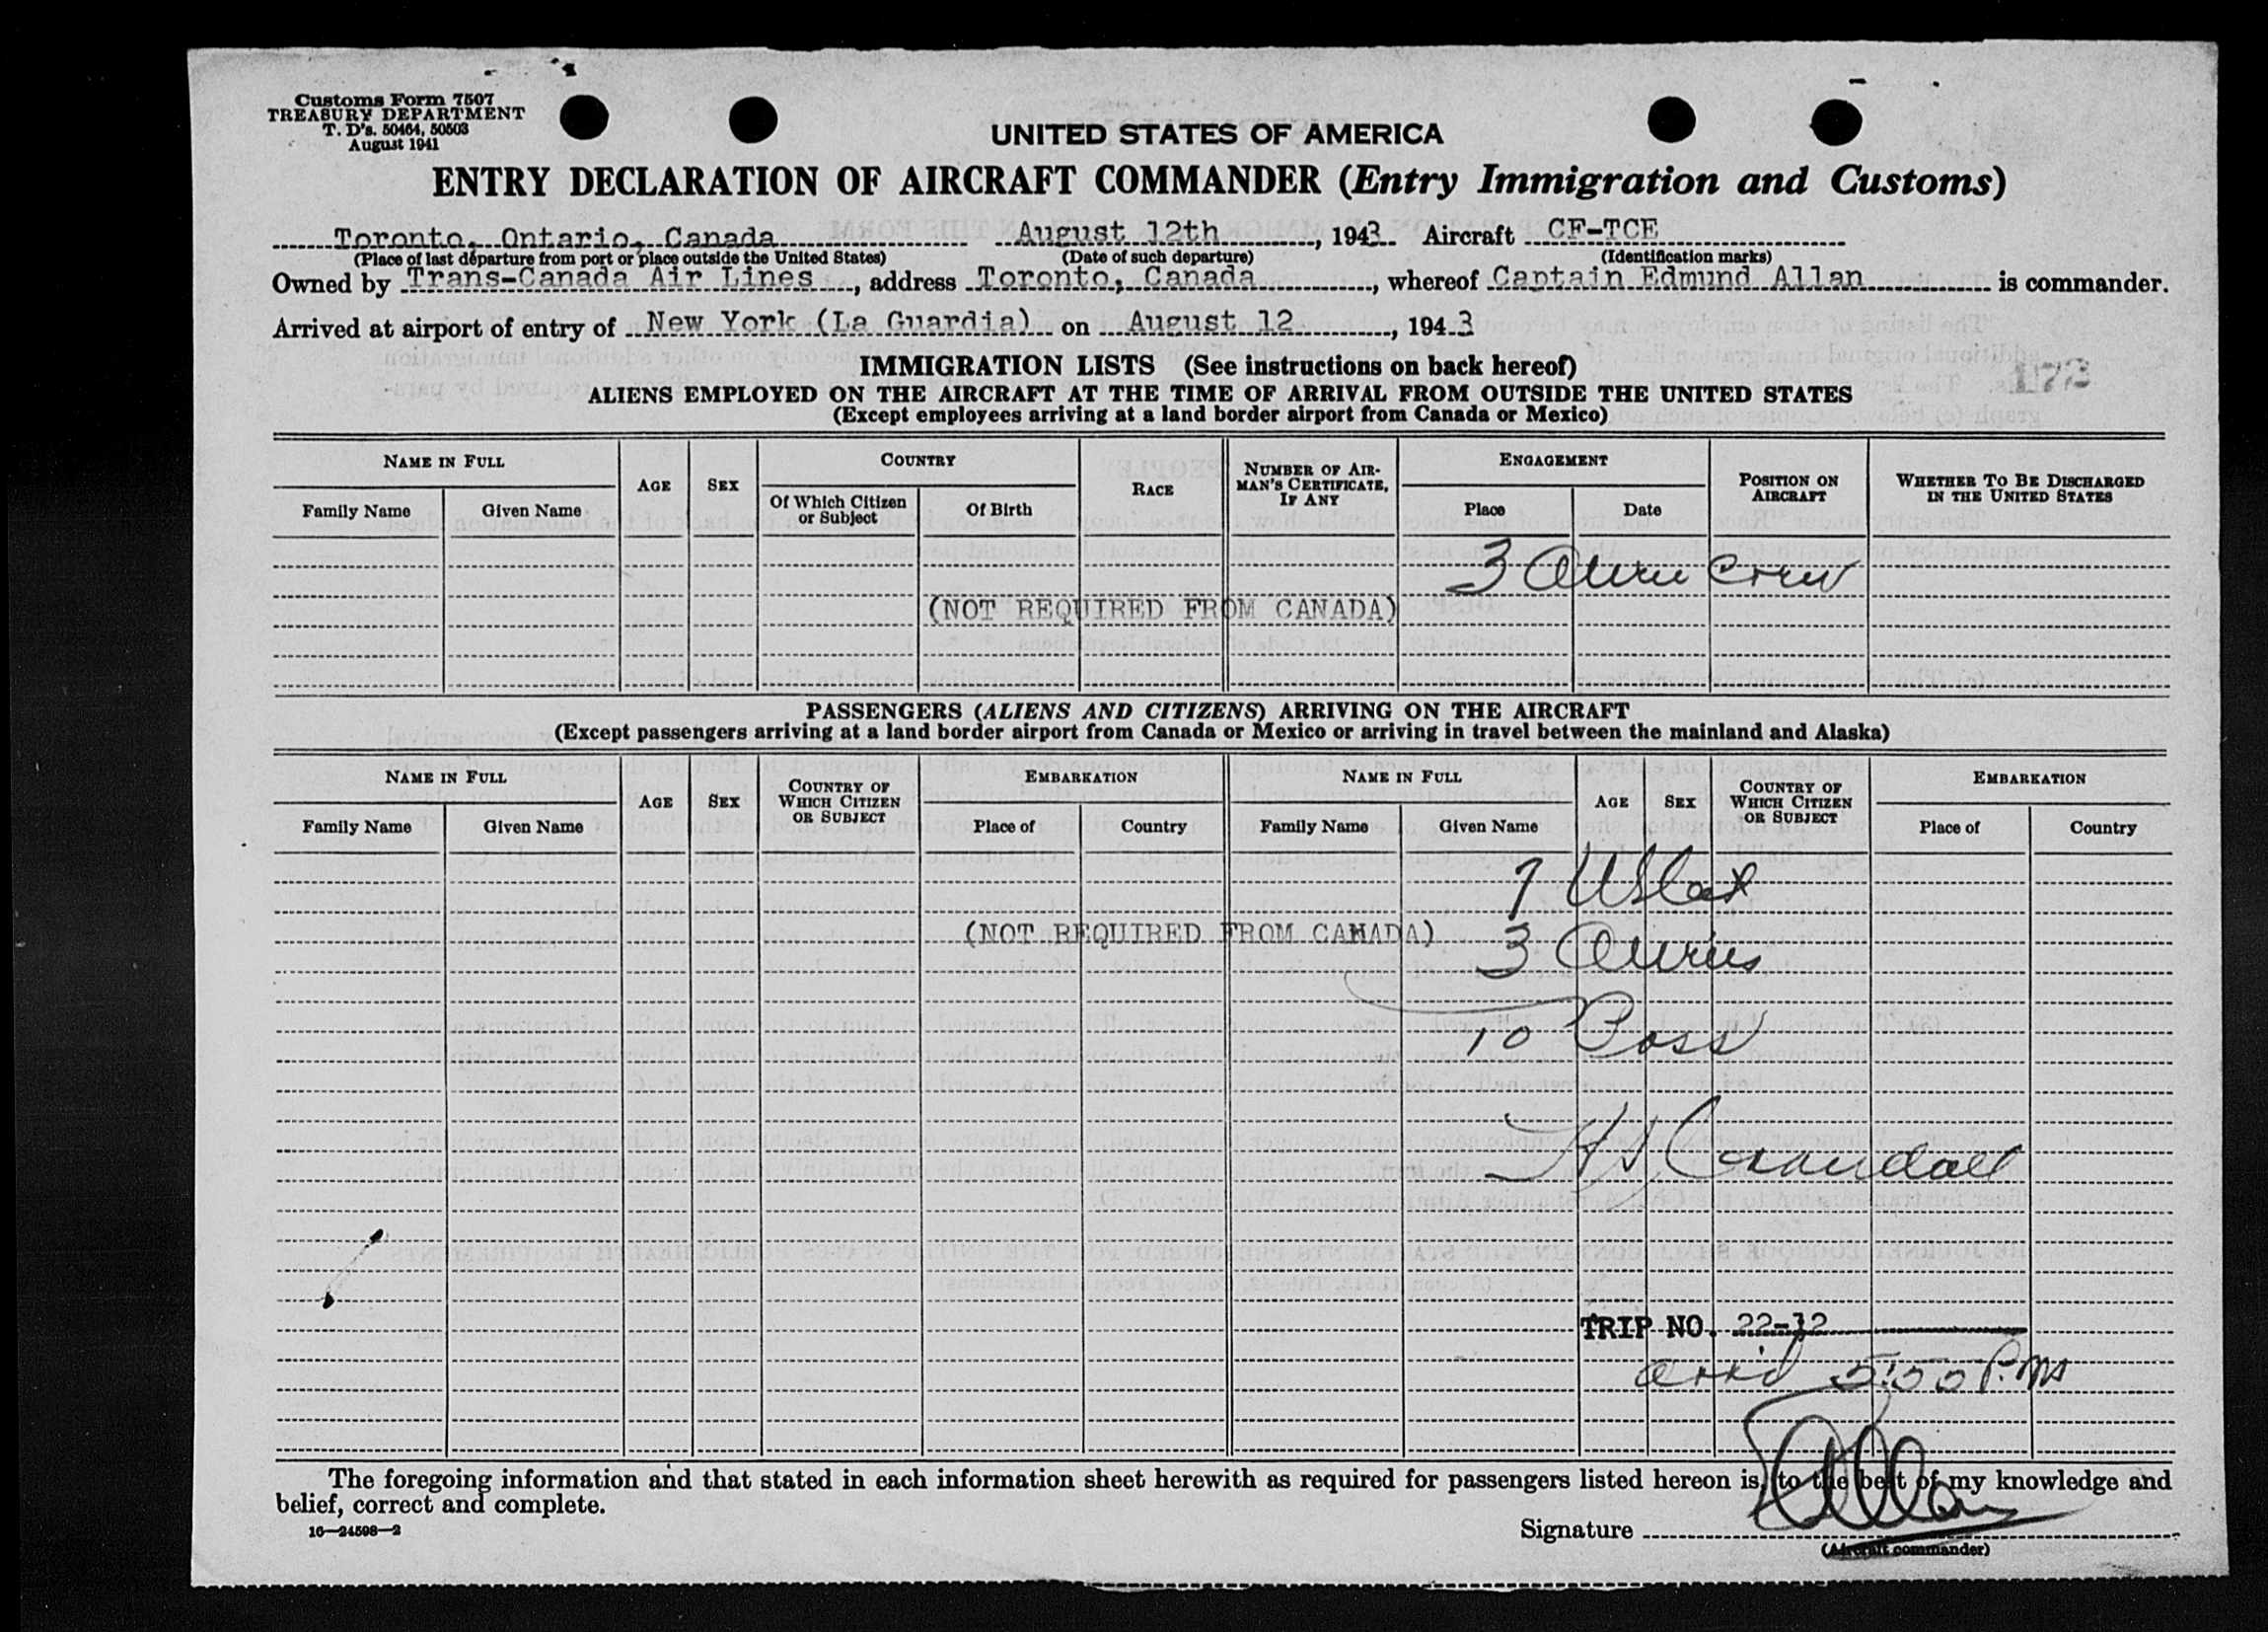 Customs Form 7507
TREASURY DEPARTMENT
T. D's. 50464, 50503
August 1941
UNITED STATES OF AMERICA
ENTRY DECLARATION OF AIRCRAFT COMMANDER (Entry Immigration and Customs)
Toronto, Ontario, Canada August 12th, 1943 Aircraft CF-TCE
(Place of last departure from port or place outside the United States) (Date of such departure) (Identification marks)
Owned by Trans-Canada Air Lines, address Toronto, Canada, whereof Captain Edmund Allan is commander.
Arrived at airport of entry of New York (La Guardia) on August 12, 1943
IMMIGRATION LISTS (See instructions on back hereof)
ALIENS EMPLOYED ON THE AIRCRAFT AT THE TIME OF ARRIVAL FROM OUTSIDE THE UNITED STATES
(Except employees arriving at a land border airport from Canada or Mexico)
NAME IN FULL AGE SEX COUNTRY RACE NUMBER OF AIRMAN'S CERTIFICATE, IF ANY ENGAGEMENT POSITION ON AIRCRAFT WHETHER TO BE DISCHARGED IN THE UNITED STATES
Family Name Given Name Of Which Citizen or Subject Of Birth Place Date
3 Alien Crew
(NOT REQUIRED FROM CANADA)
PASSENGERS (ALIENS AND CITIZENS) ARRIVING ON THE AIRCRAFT
(Except passengers arriving at a land border airport from Canada or Mexico or arriving in travel between the mainland and Alaska)
NAME IN FULL AGE SEX COUNTRY OF WHICH CITIZEN OR SUBJECT EMBARKATION NAME IN FULL AGE SEX COUNTRY OF WHICH CITIZEN OR SUBJECT EMBARKATION
Family Name Given Name Place of Country Family Name Given Name Place of Country
7
(NOT REQUIRED FROM CANADA) 3 Aliens
10 Pass
Crandall
TRIP NO. 22-12
arr'd 5:50 P.M
The foregoing information and that stated in each information sheet herewith as required for passengers listed hereon is, to the best of my knowledge and
belief, correct and complete.
16—24598—2
Signature Allan
(Aircraft commander)